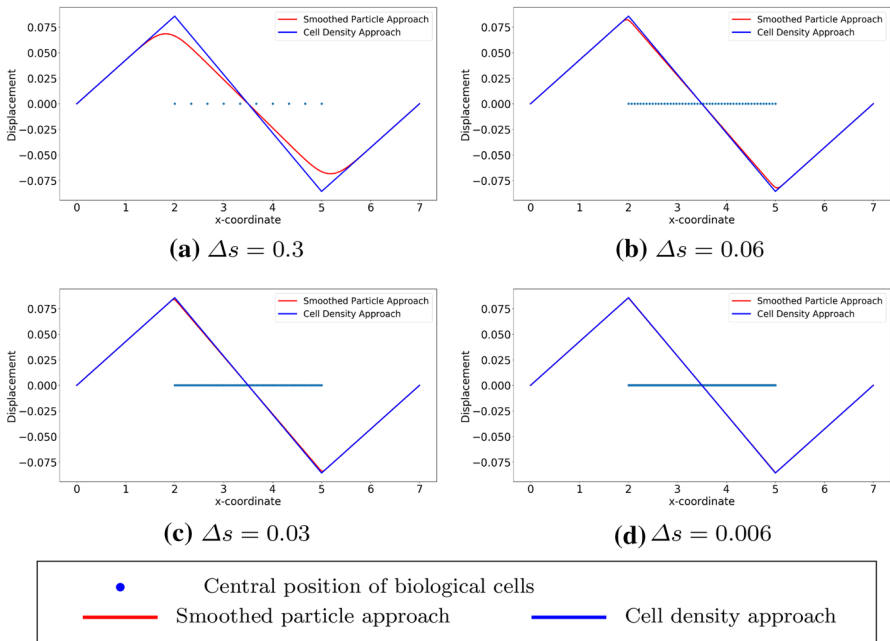 Smoothed Particle Approach
Cell Density Approach
0.075
0.050
0.025
0.000
−0.025
−0.050
−0.075
Displacement
0 1 2 3 4 5 6 7
x-coordinate
(a) Δs = 0.3
Smoothed Particle Approach
Cell Density Approach
0.075
0.050
0.025
0.000
−0.025
−0.050
−0.075
Displacement
0 1 2 3 4 5 6 7
x-coordinate
(b) Δs = 0.06
Smoothed Particle Approach
Cell Density Approach
0.075
0.050
0.025
0.000
−0.025
−0.050
−0.075
Displacement
0 1 2 3 4 5 6 7
x-coordinate
(c) Δs = 0.03
Smoothed Particle Approach
Cell Density Approach
0.075
0.050
0.025
0.000
−0.025
−0.050
−0.075
Displacement
0 1 2 3 4 5 6 7
x-coordinate
(d) Δs = 0.006
Central position of biological cells
Smoothed particle approach
Cell density approach